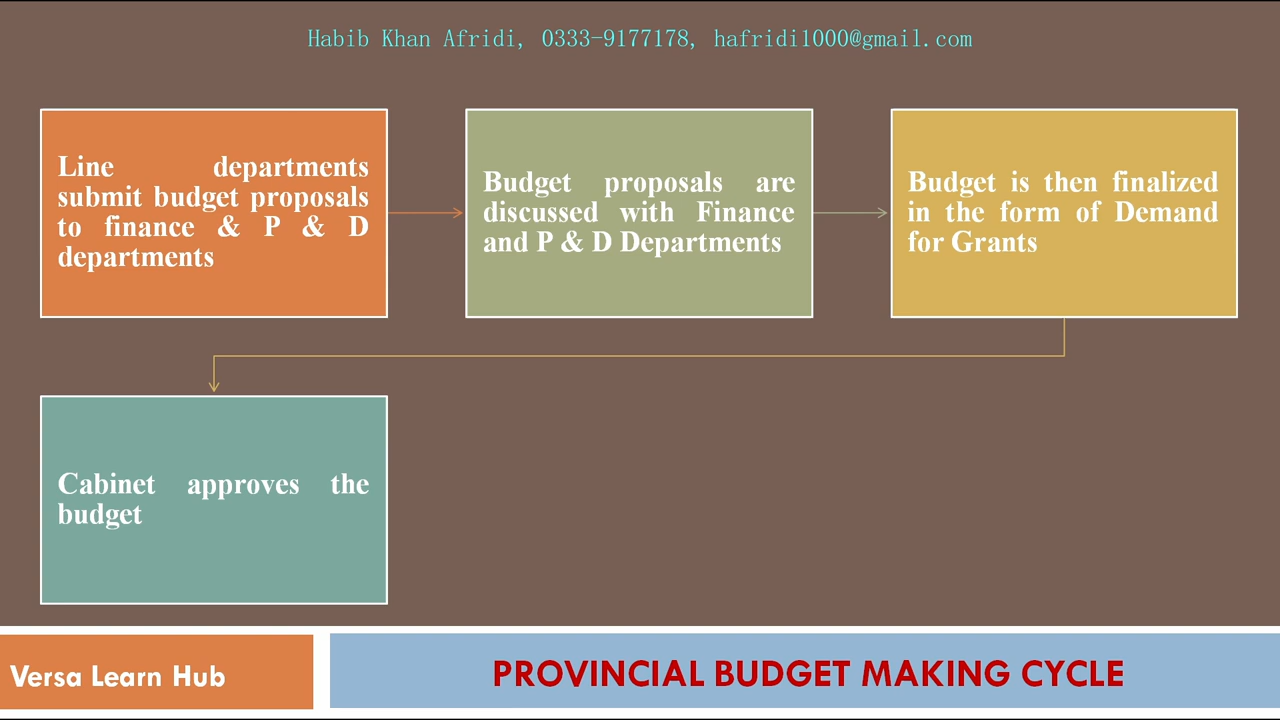 Habib Khan Afridi, 0333-9177178, hafridi1000@gmail.com
Line departments
submit budget proposals
to finance & P & D
departments
Budget proposals are
discussed with Finance
and P & D Departments
Budget is then finalized
in the form of Demand
for Grants
Cabinet approves the
budget
Versa Learn Hub
PROVINCIAL BUDGET MAKING CYCLE